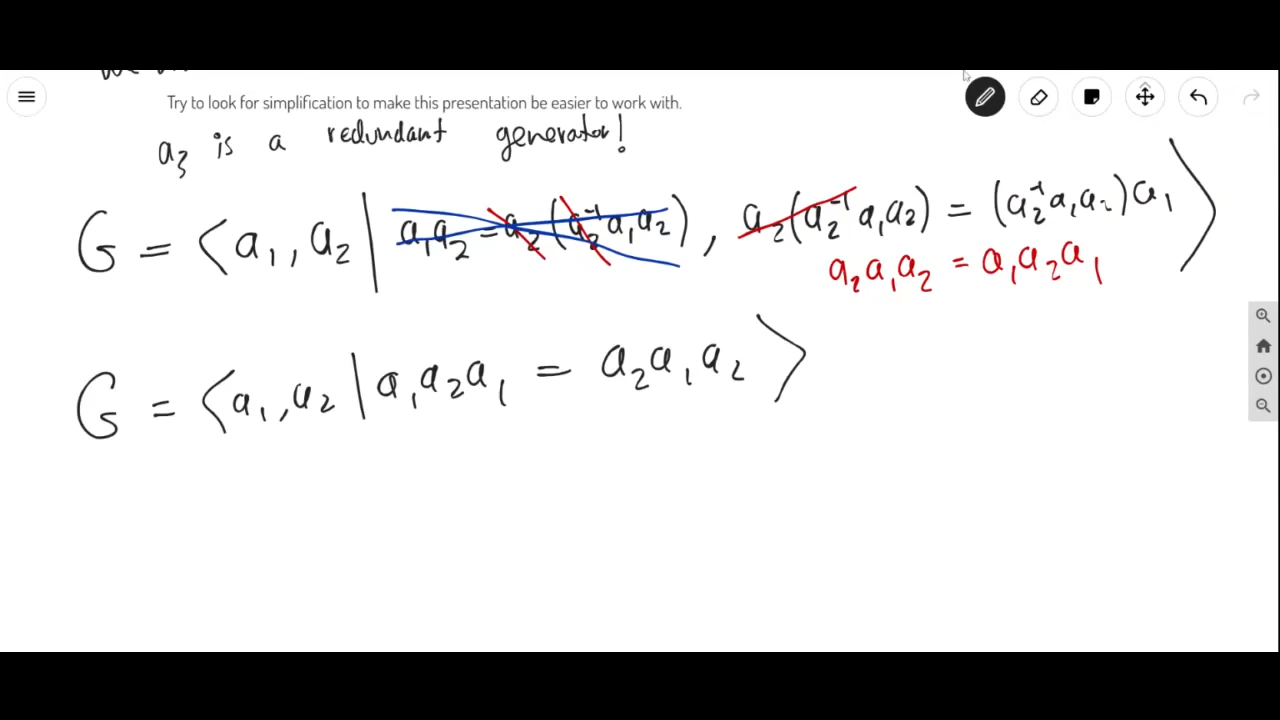 Try to look for simplification to make this presentation be easier to work with.
a₃ is a redundant generator!
G = ⟨a₁, a₂ | a₁a₂ = a₂(a₂⁻¹a₁a₂), a₂(a₂⁻¹a₁a₂) = (a₂⁻¹a₁a₂)a₁⟩
a₂a₁a₂ = a₁a₂a₁
G = ⟨a₁, a₂ | a₁a₂a₁ = a₂a₁a₂⟩